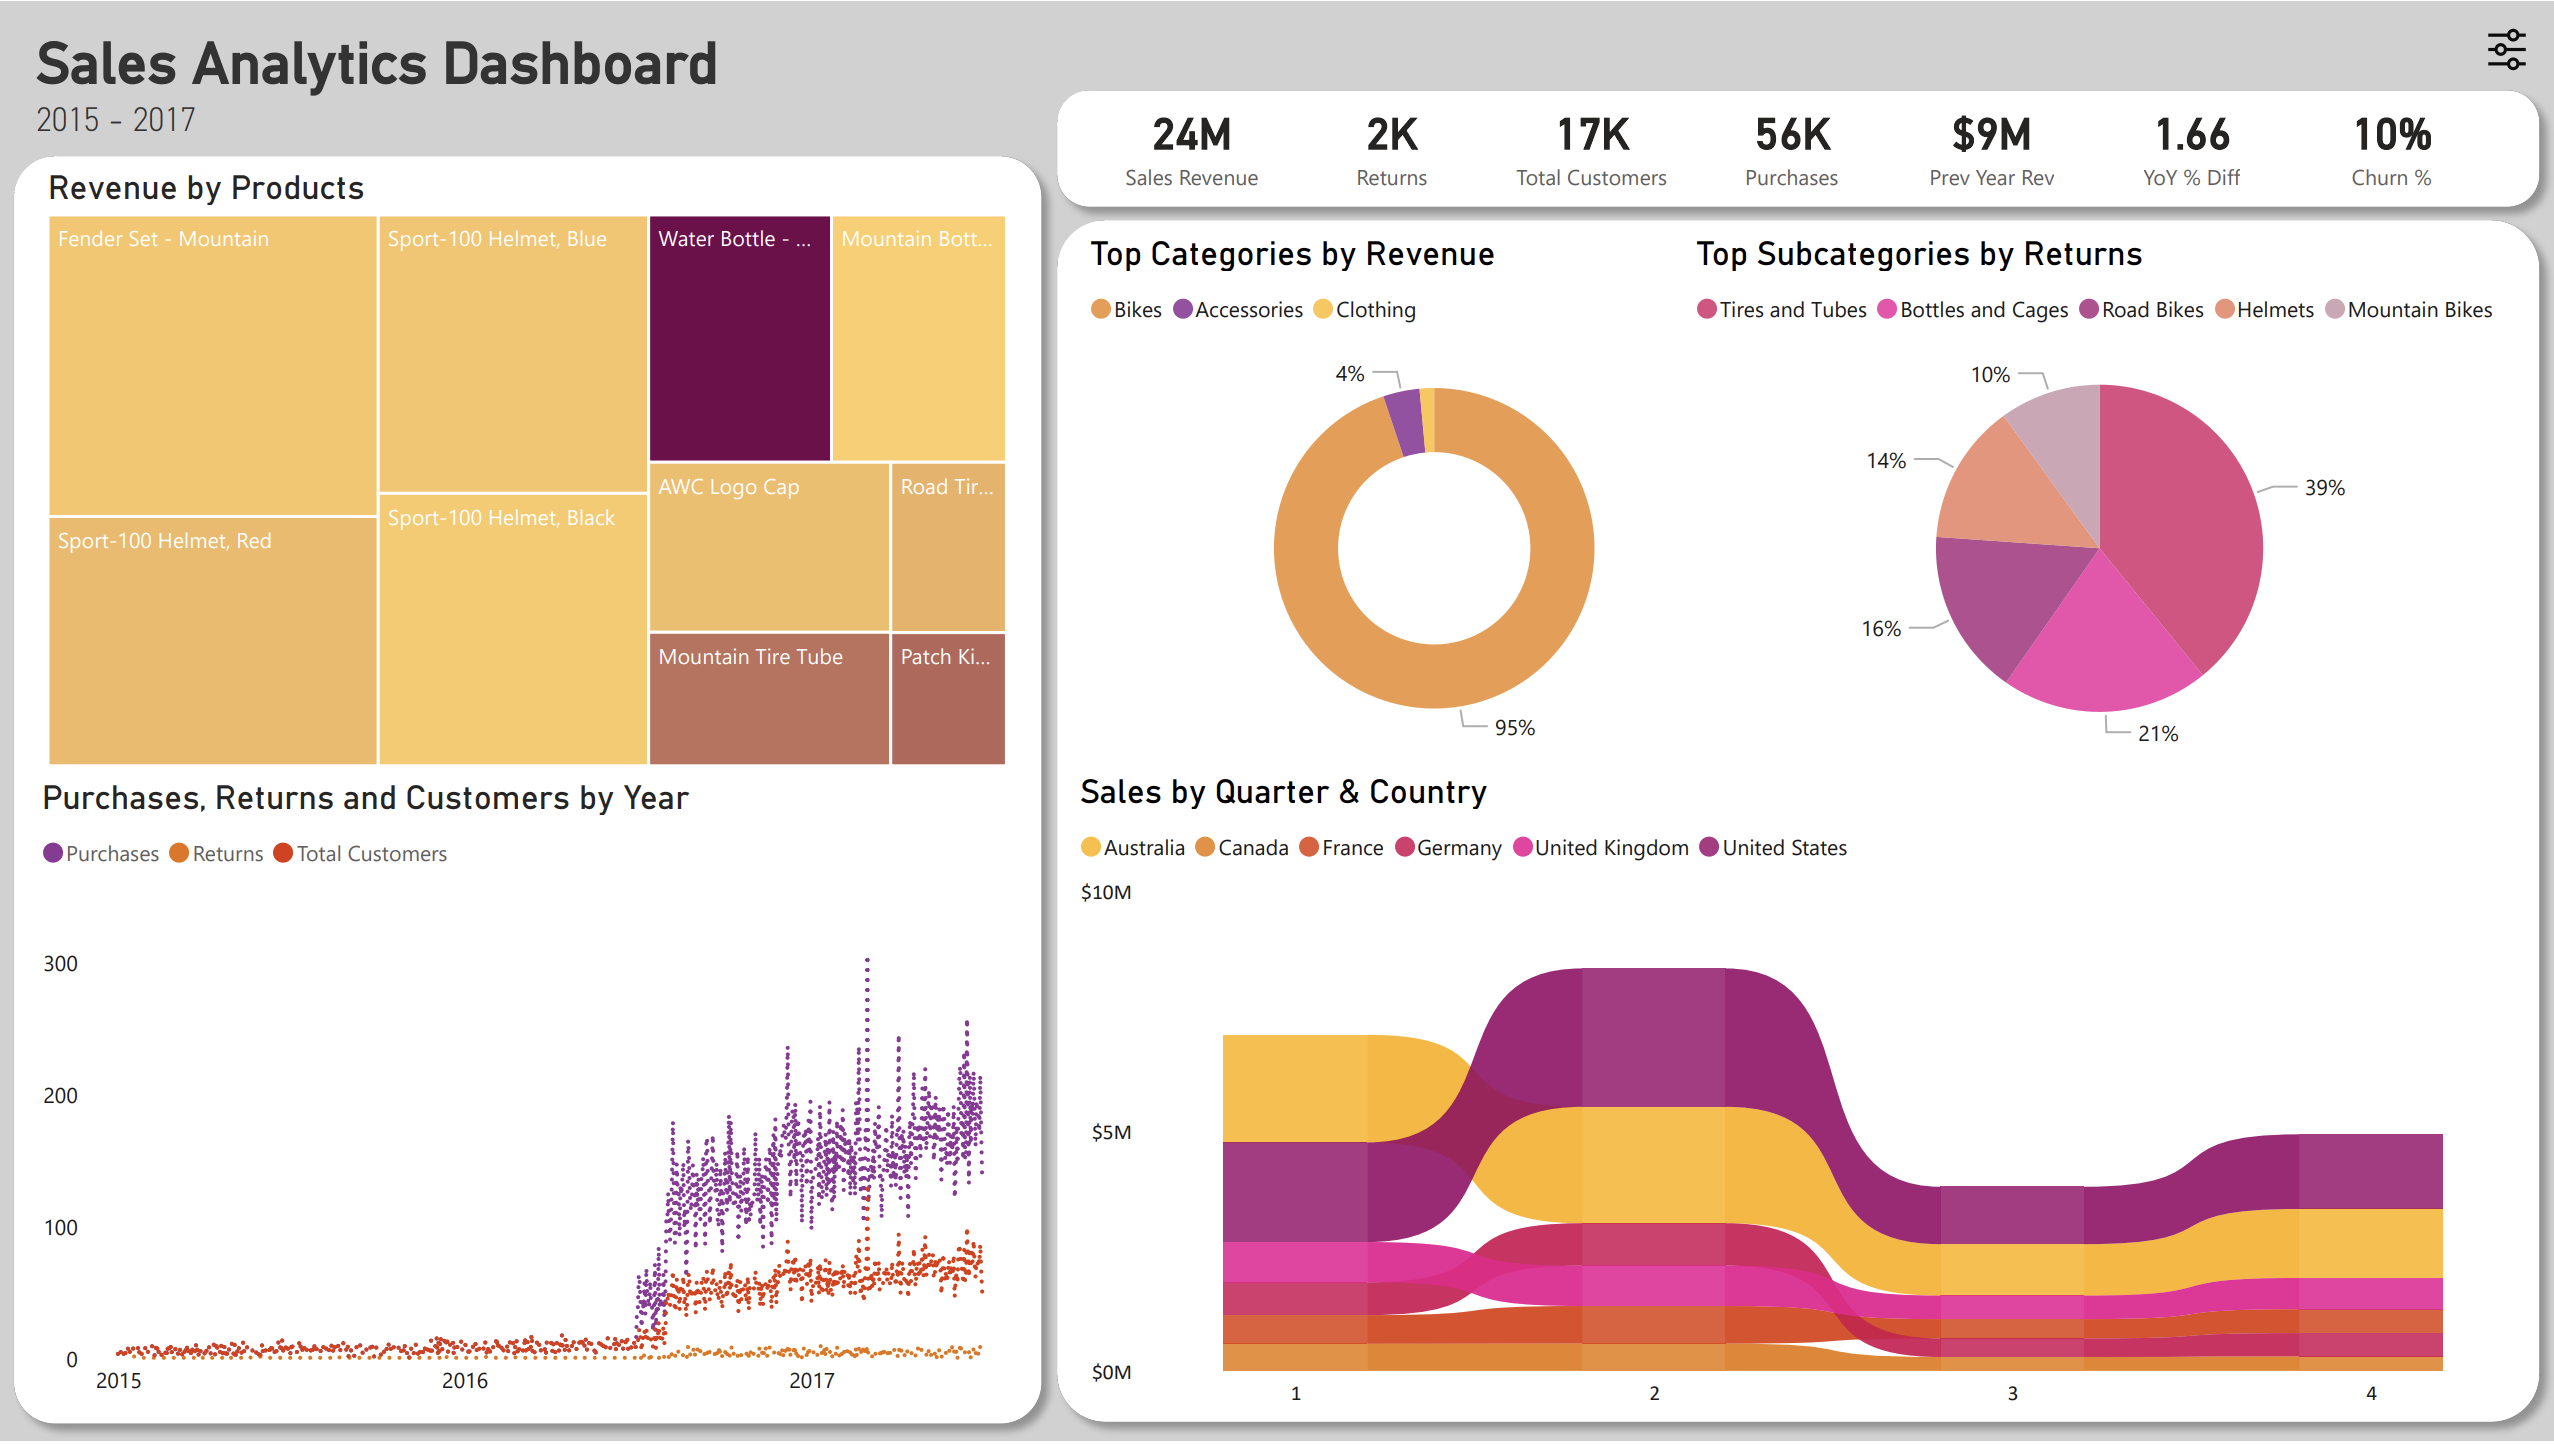 Sales Analytics Dashboard
2015 - 2017
24M 2K 17K 56K $9M 1.66 10%
Sales Revenue Returns Total Customers Purchases Prev Year Rev YoY % Diff Churn %
Revenue by Products
Fender Set - Mountain
Sport-100 Helmet, Blue
Water Bottle - ...
Mountain Bott...
Sport-100 Helmet, Red
Sport-100 Helmet, Black
AWC Logo Cap
Road Tir...
Mountain Tire Tube
Patch Ki...
Purchases, Returns and Customers by Year
Purchases Returns Total Customers
300
200
100
0
2015 2016 2017
Top Categories by Revenue
Bikes Accessories Clothing
4%
95%
Top Subcategories by Returns
Tires and Tubes Bottles and Cages Road Bikes Helmets Mountain Bikes
10%
14%
39%
16%
21%
Sales by Quarter & Country
Australia Canada France Germany United Kingdom United States
$10M
$5M
$0M
1 2 3 4